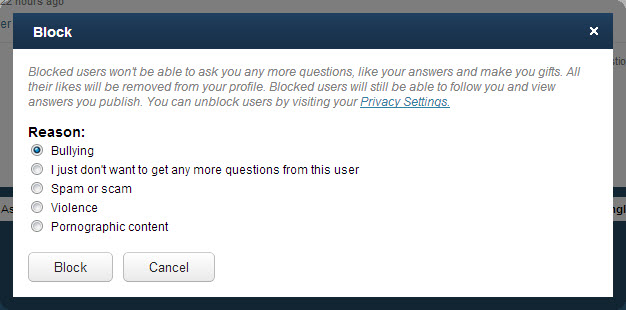 22 hours ago
er
Block
×
Blocked users won't be able to ask you any more questions, like your answers and make you gifts. All
their likes will be removed from your profile. Blocked users will still be able to follow you and view
answers you publish. You can unblock users by visiting your Privacy Settings.
Reason:
Bullying
I just don't want to get any more questions from this user
Spam or scam
Violence
Pornographic content
As
Block Cancel